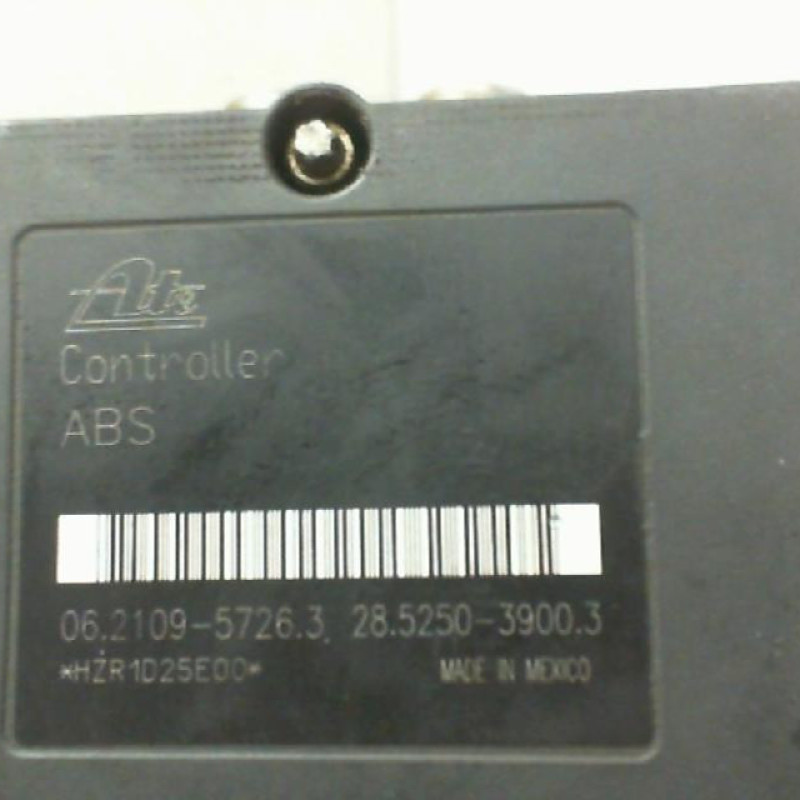 Ate
Controller
ABS
06.2109-5726.3 28.5250-3900.3
*HZR1D25E00* MADE IN MEXICO